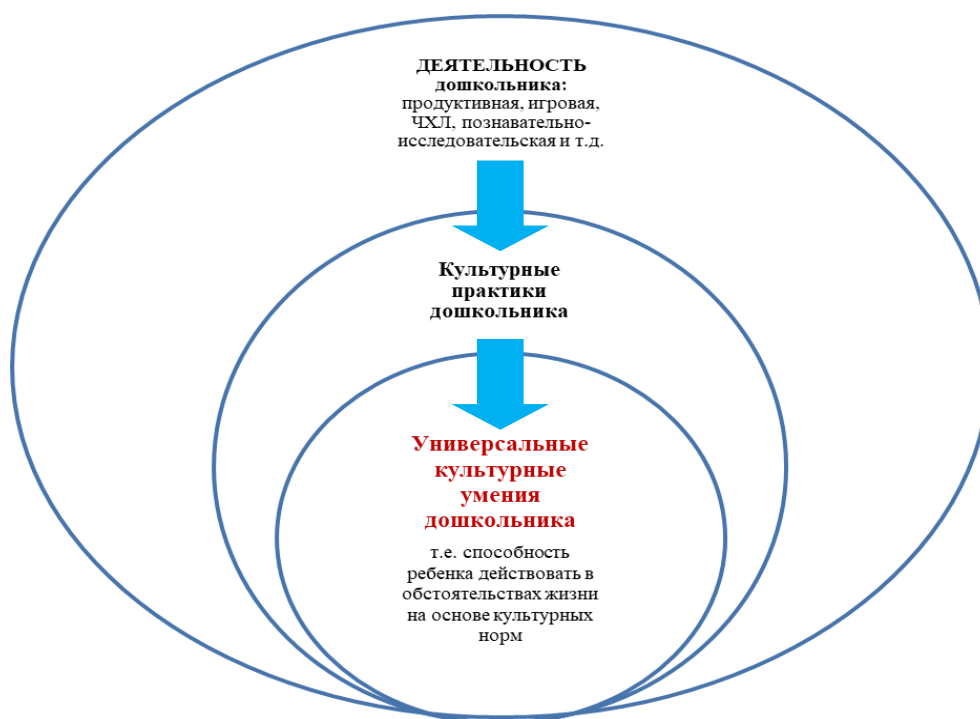 ДЕЯТЕЛЬНОСТЬ
дошкольника:
продуктивная, игровая,
ЧХЛ, познавательно-
исследовательская и т.д.
Культурные
практики
дошкольника
Универсальные
культурные
умения
дошкольника
т.е. способность
ребенка действовать в
обстоятельствах жизни
на основе культурных
норм